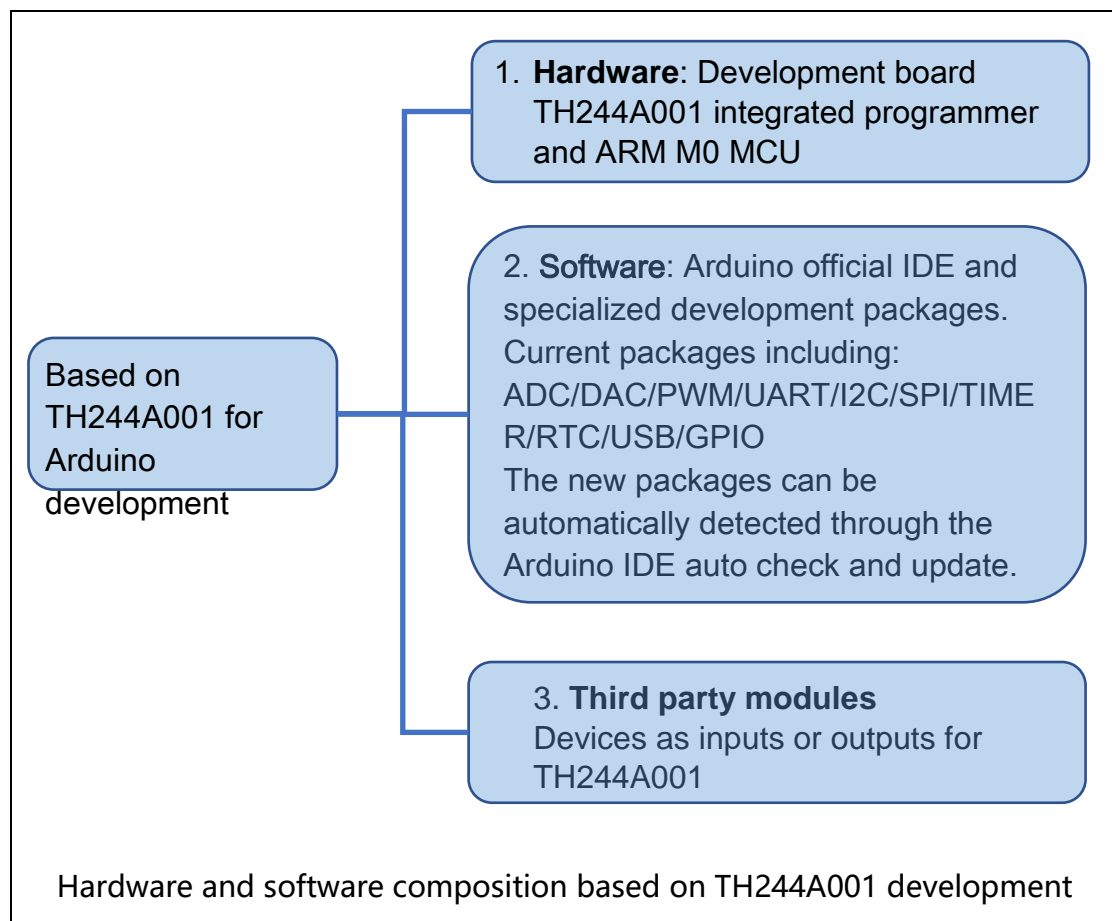 1. Hardware: Development board
TH244A001 integrated programmer
and ARM M0 MCU
2. Software: Arduino official IDE and
specialized development packages.
Current packages including:
ADC/DAC/PWM/UART/I2C/SPI/TIME
R/RTC/USB/GPIO
The new packages can be
automatically detected through the
Arduino IDE auto check and update.
Based on
TH244A001 for
Arduino
development
3. Third party modules
Devices as inputs or outputs for
TH244A001
Hardware and software composition based on TH244A001 development